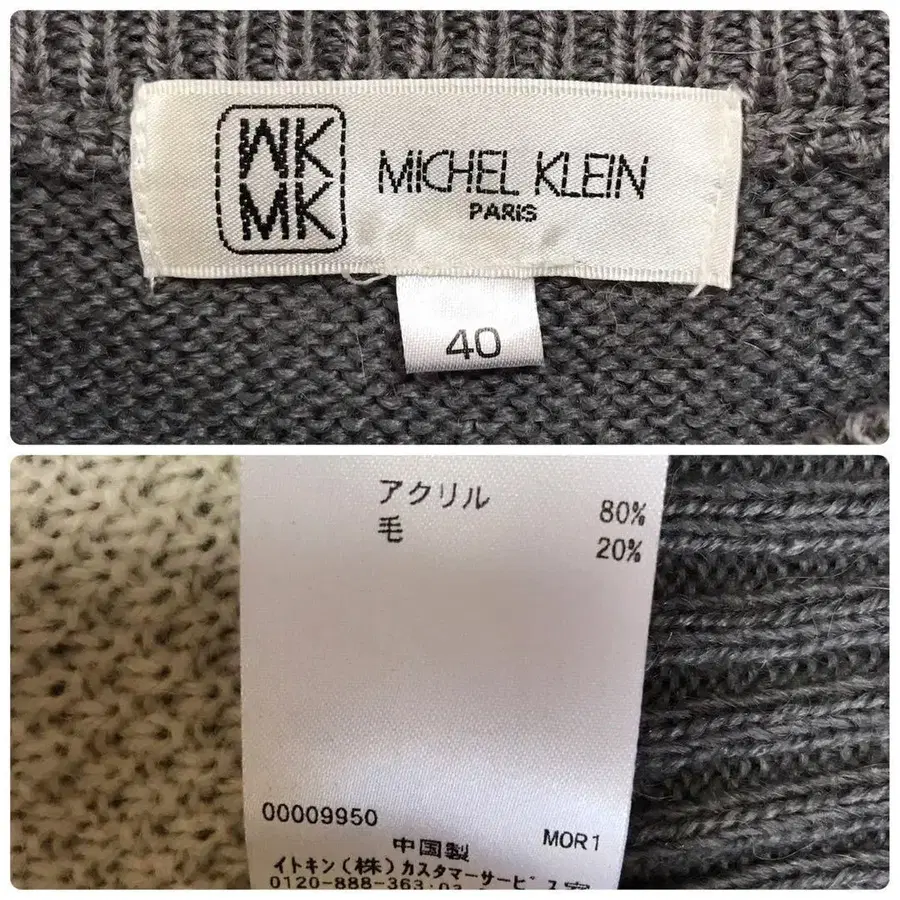 MK MICHEL KLEIN
MK PARIS
40
アクリル 80%
毛 20%
00009950
中国製 MOR1
イトキン(株)カスタマーサービス
0120-888-363